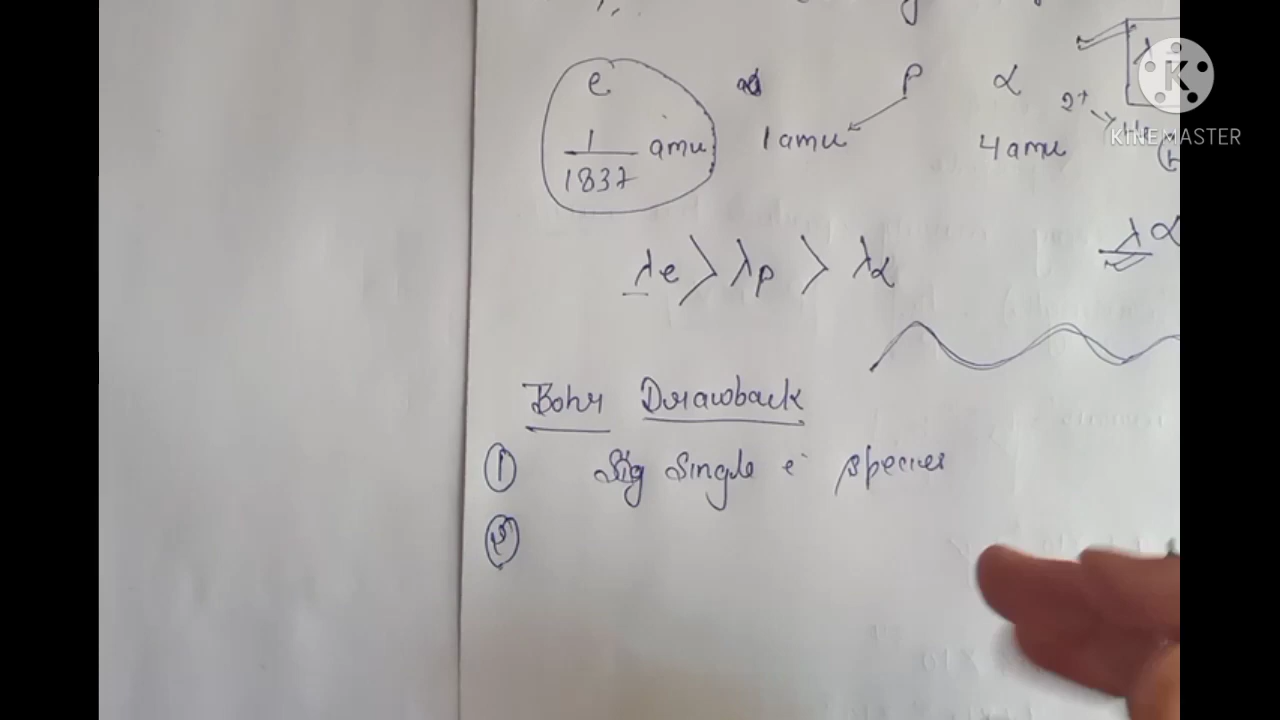 e p α λ
1/1837 amu 1 amu 4 amu 2+ He
KINEMASTER
λe > λp > λα
λ α
Bohr Drawback
① Sig Single e⁻ species
②